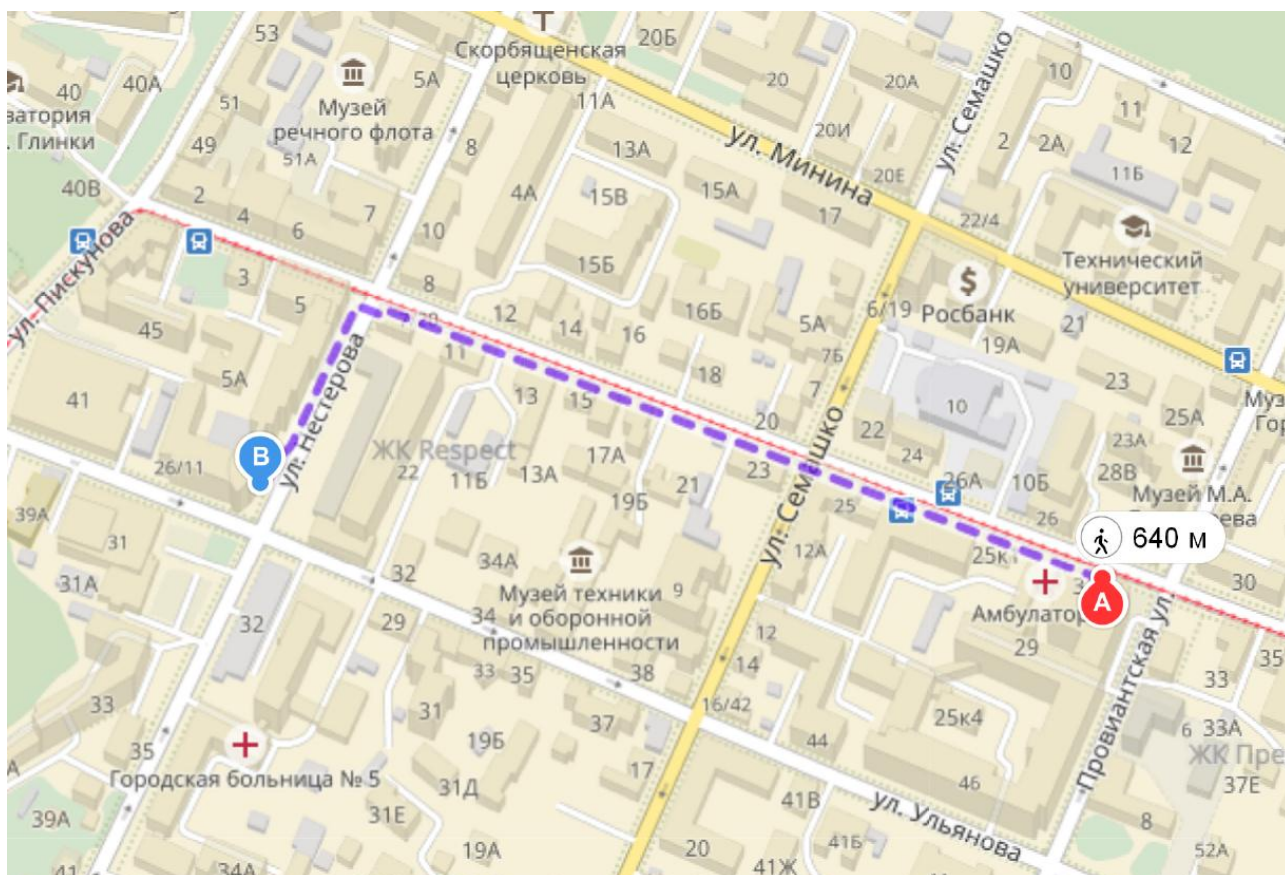 53
20Б
Скорбященская
церковь
10
40
40А
5А
20
20А
Музей
речного флота
51
11А
11
ул. Семашко
ватория
. Глинки
49
51А
8
13А
20И
ул. Минина
2
2А
12
11Б
40В
2
4
6
7
4А
15В
15А
20Е
17
22/4
10
ул. Пискунова
15Б
Технический
университет
3
8
5
16Б
6/19
Росбанк
21
12
14
16
5А
19А
45
11
7Б
5А
ул. Нестерова
18
7
23
41
13
15
10
25А
20
22
23А
ЖК Respect
24
26/11
22
11Б
13А
17А
23
26А
10Б
28В
Музей М.А.
ева
19Б
21
25
26
39А
31
ул. Семашко
640 м
B
12А
25к1
A
34А
Музей техники
и оборонной
промышленности
31А
32
9
Амбулатор
30
32
29
34
12
29
Провиантская ул.
35
33
35
38
14
33
33
31
16/42
25к4
35
19Б
37
44
6
33А
ЖК Пре
Городская больница № 5
31Д
17
46
37Е
39А
31Е
41В
ул. Ульянова
8
41Б
19А
20
41Ж
52А
41
34А